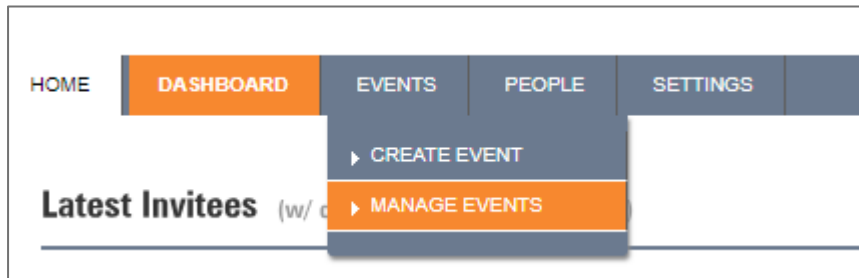 HOME DASHBOARD EVENTS PEOPLE SETTINGS
CREATE EVENT
MANAGE EVENTS
Latest Invitees (w/